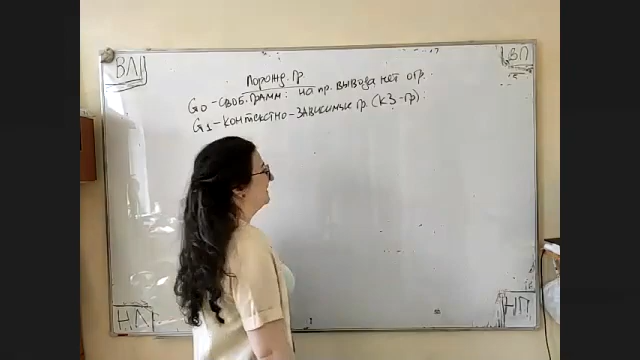 ВЛ
ВП
Порожд. Гр.
G0 - своб. грамм: на пр. вывода нет огр.
G1 - контекстно-зависимые гр. (КЗ-гр):
НЛ
НП